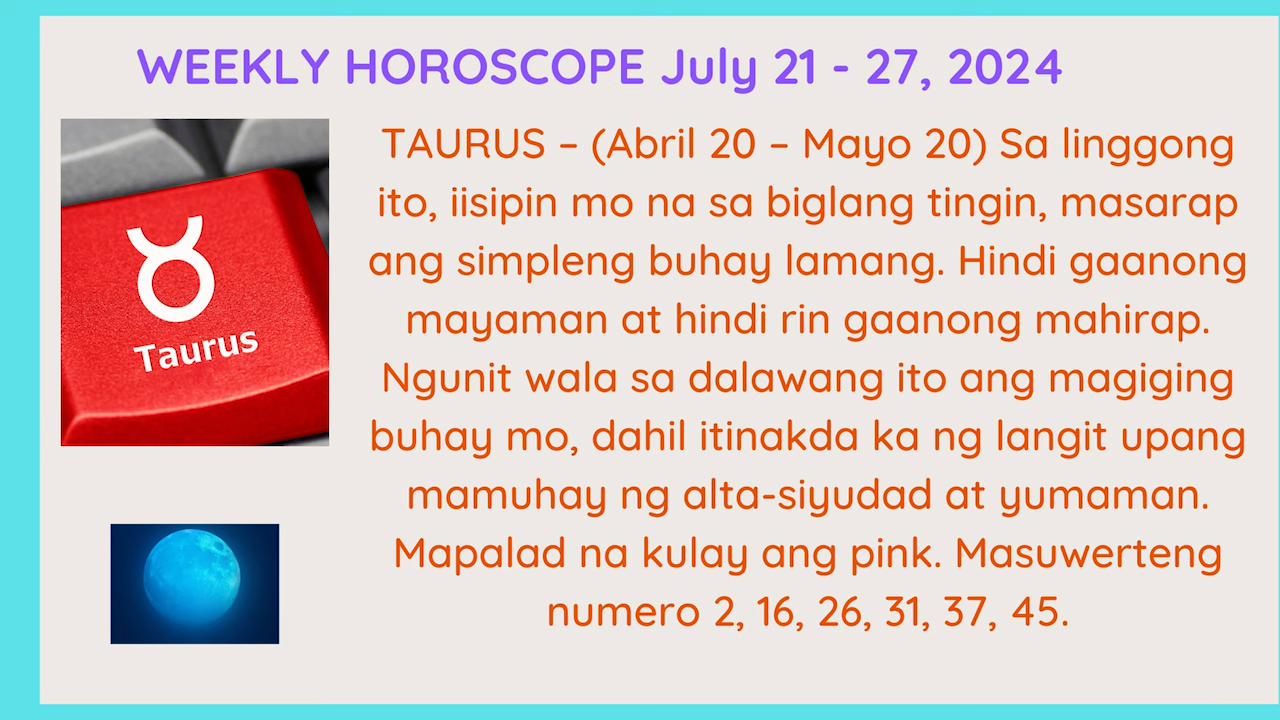 WEEKLY HOROSCOPE July 21 - 27, 2024
Taurus
TAURUS – (Abril 20 – Mayo 20) Sa linggong
ito, iisipin mo na sa biglang tingin, masarap
ang simpleng buhay lamang. Hindi gaanong
mayaman at hindi rin gaanong mahirap.
Ngunit wala sa dalawang ito ang magiging
buhay mo, dahil itinakda ka ng langit upang
mamuhay ng alta-siyudad at yumaman.
Mapalad na kulay ang pink. Masuwerteng
numero 2, 16, 26, 31, 37, 45.